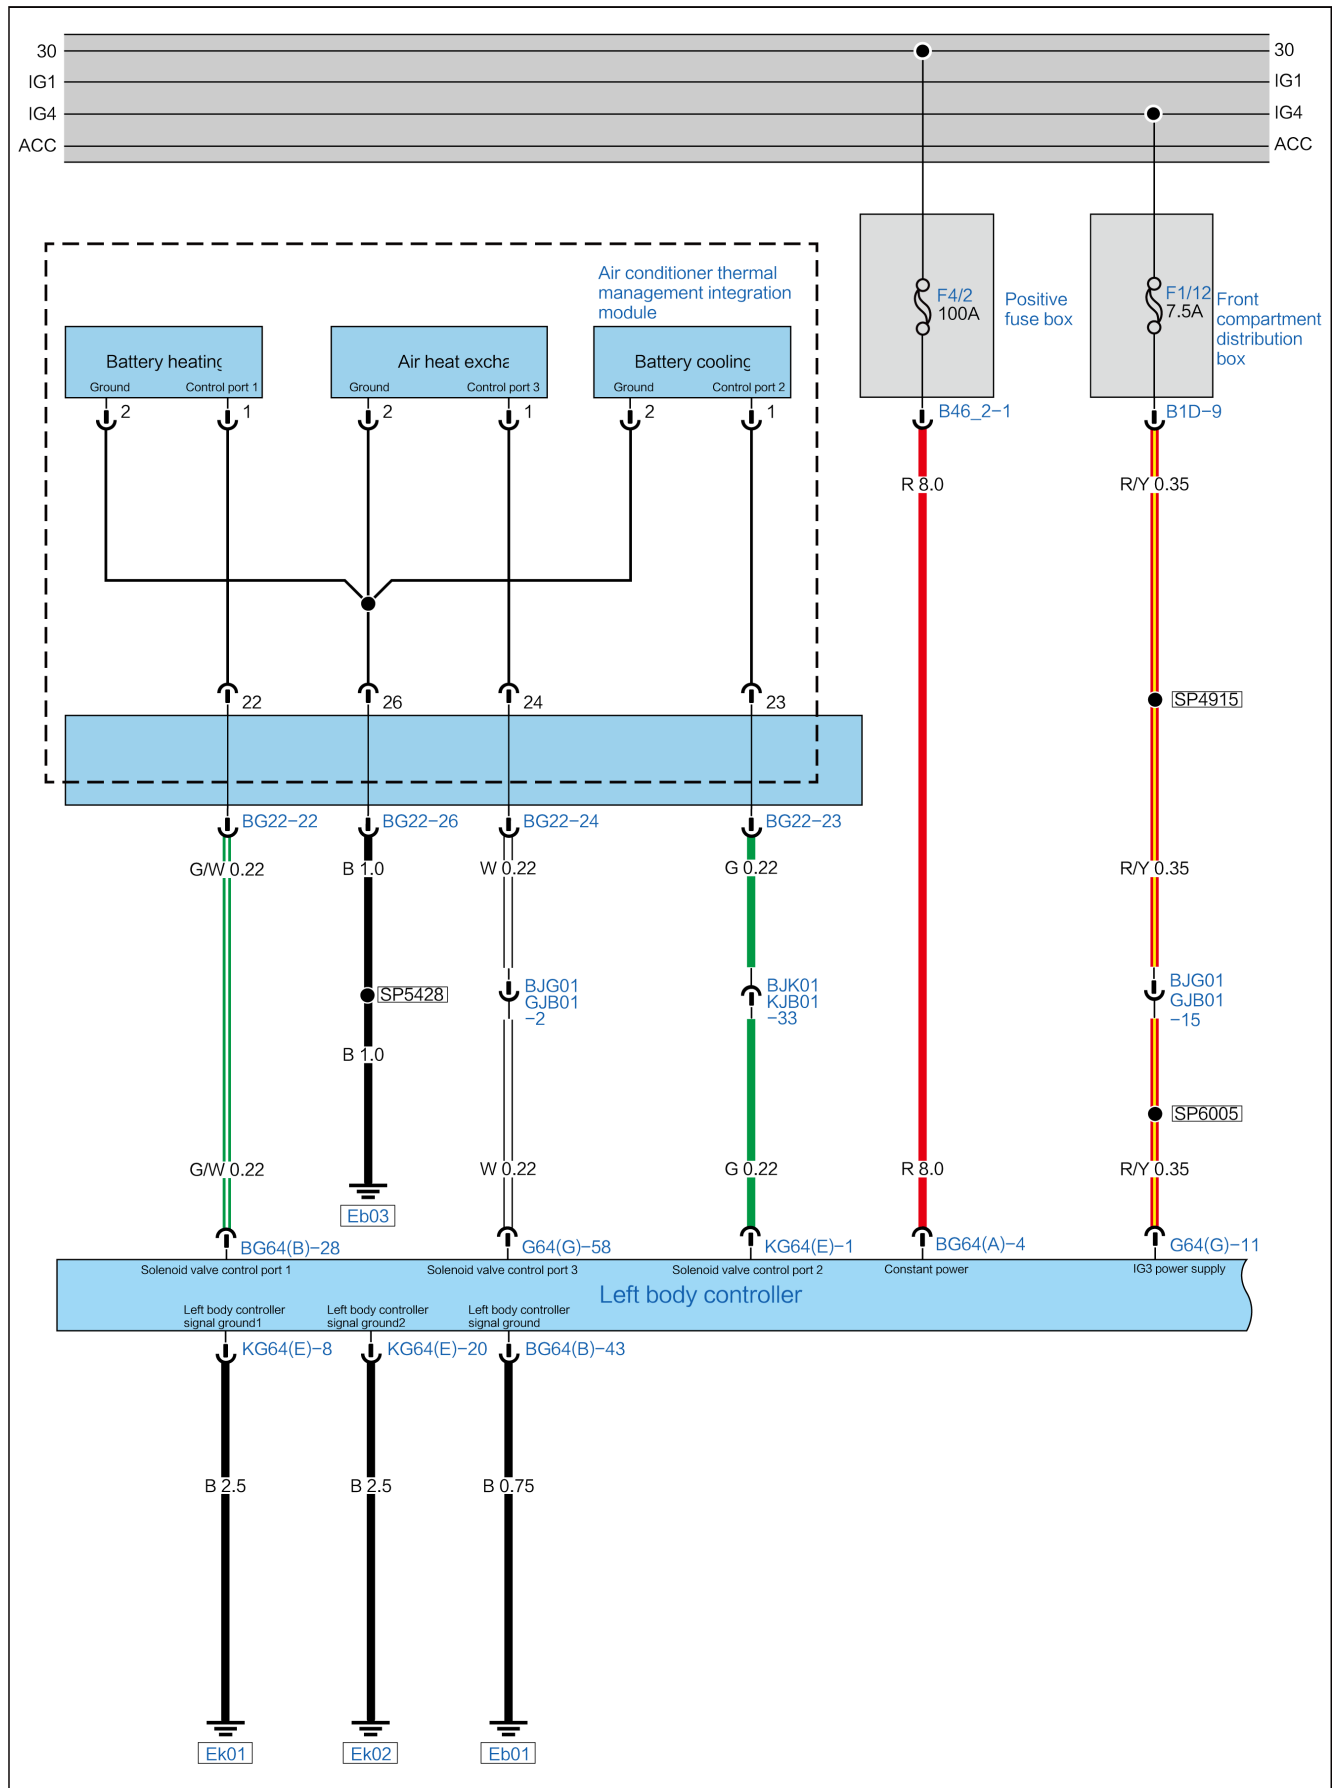 30
30
IG1
IG1
IG4
IG4
ACC
ACC
Air conditioner thermal
management integration
module
F4/2
100A
Positive
fuse box
F1/12
7.5A
Front
compartment
distribution
box
Battery heating
Ground
Control port 1
Air heat excha
Ground
Control port 3
Battery cooling
Ground
Control port 2
2
1
2
1
2
1
B46_2-1
B1D-9
R 8.0
R/Y 0.35
22
26
24
23
SP4915
BG22-22
BG22-26
BG22-24
BG22-23
G/W 0.22
B 1.0
W 0.22
G 0.22
R/Y 0.35
SP5428
BJG01
GJB01
-2
BJK01
KJB01
-33
BJG01
GJB01
-15
B 1.0
SP6005
G/W 0.22
W 0.22
G 0.22
R 8.0
R/Y 0.35
Eb03
BG64(B)-28
G64(G)-58
KG64(E)-1
BG64(A)-4
G64(G)-11
Solenoid valve control port 1
Solenoid valve control port 3
Solenoid valve control port 2
Constant power
IG3 power supply
Left body controller
Left body controller
signal ground1
Left body controller
signal ground2
Left body controller
signal ground
KG64(E)-8
KG64(E)-20
BG64(B)-43
B 2.5
B 2.5
B 0.75
Ek01
Ek02
Eb01